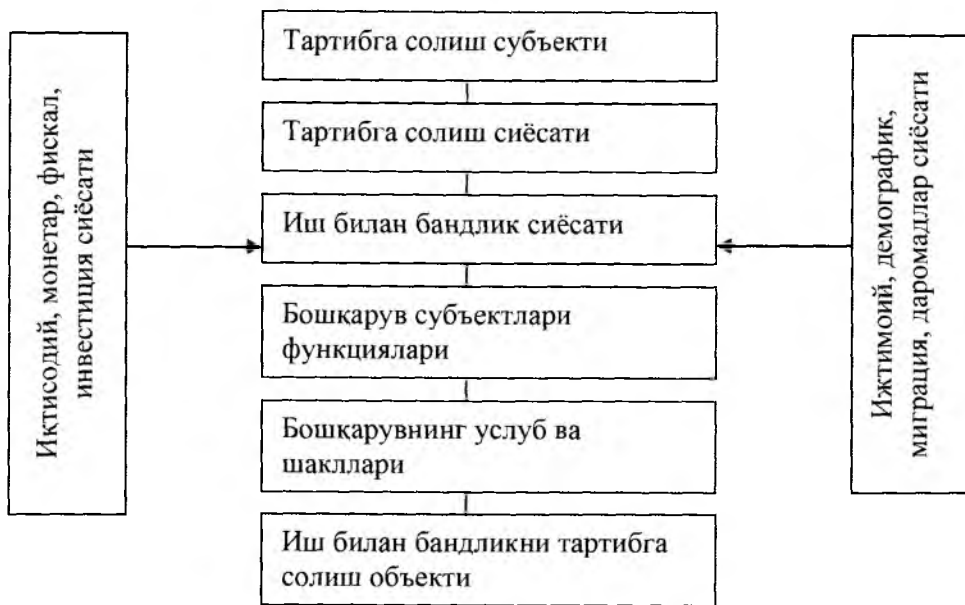 Иктисодий, монетар, фискал,
инвестиция сиёсати
Тартибга солиш субъекти
Тартибга солиш сиёсати
Иш билан бандлик сиёсати
Бошқарув субъектлари
функциялари
Бошқарувнинг услуб ва
шакллари
Иш билан бандликни тартибга
солиш объекти
Ижтимоий, демографик,
миграция, даромадлар сиёсати